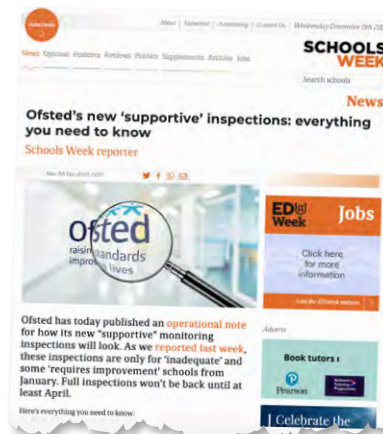 SUBSCRIBE
About | Subscribe | Advertising | Contact Us | Wednesday December 9th 202
News Opinion Features Reviews Politics Supplements Archive Jobs
SCHOOLS
WEEK
Search schools
News
Ofsted's new 'supportive' inspections: everything
you need to know
Schools Week reporter
Ofsted
raising standards
improving lives
ED
Week
Jobs
Click here
for more
information
Ofsted has today published an operational note
for how its new "supportive" monitoring
inspections will look. As we reported last week,
these inspections are only for 'inadequate' and
some 'requires improvement' schools from
January. Full inspections won't be back until at
least April.
Here's everything you need to know.
Adverts
Book tutors
Pearson
Celebrate the